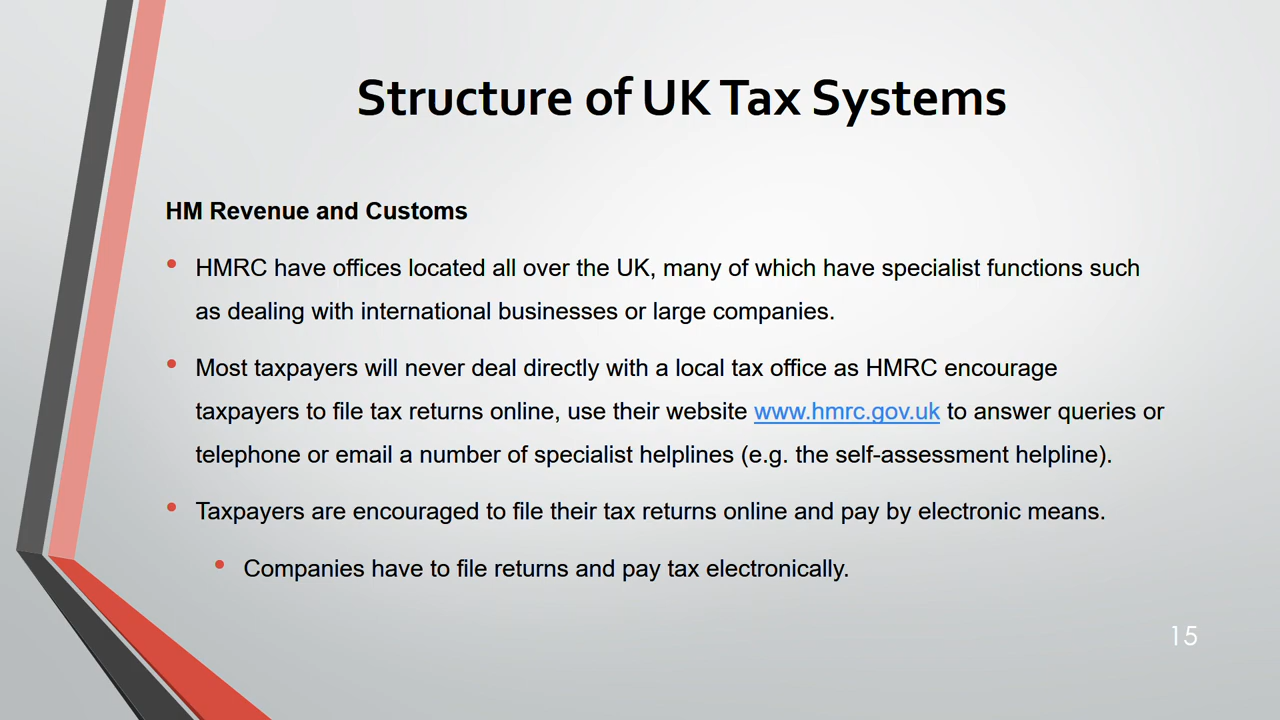 Structure of UK Tax Systems
HM Revenue and Customs
• HMRC have offices located all over the UK, many of which have specialist functions such
as dealing with international businesses or large companies.
• Most taxpayers will never deal directly with a local tax office as HMRC encourage
taxpayers to file tax returns online, use their website www.hmrc.gov.uk to answer queries or
telephone or email a number of specialist helplines (e.g. the self-assessment helpline).
• Taxpayers are encouraged to file their tax returns online and pay by electronic means.
• Companies have to file returns and pay tax electronically.
15